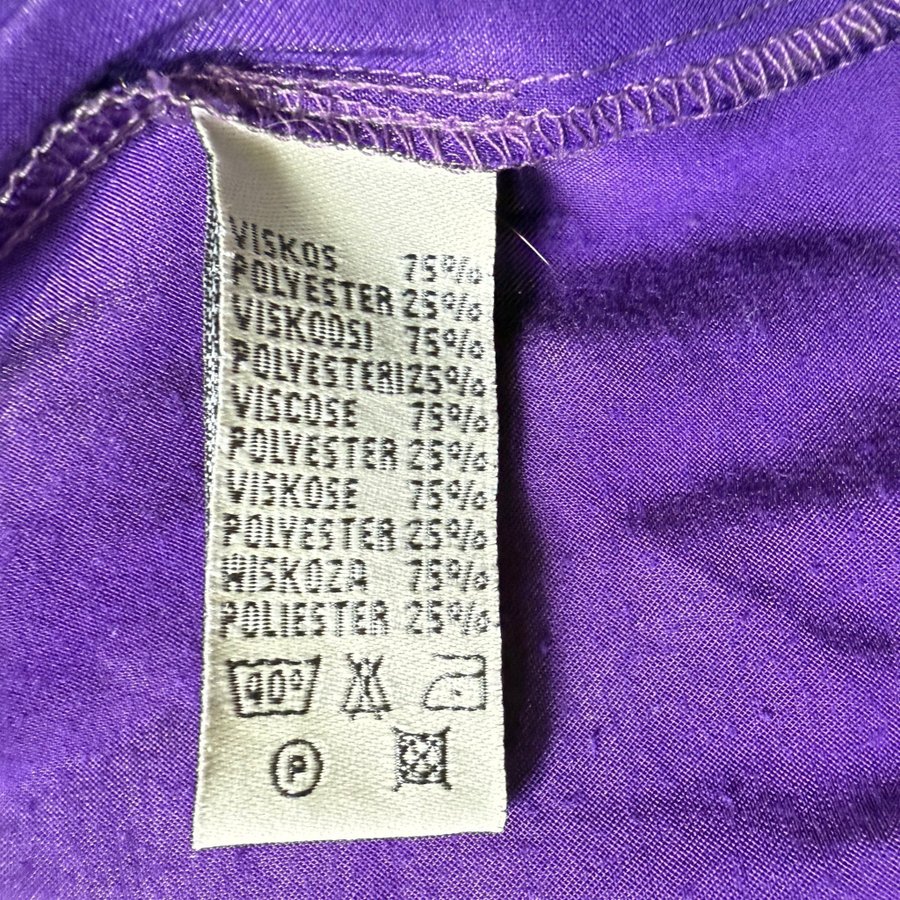 VISKOS 75%
POLYESTER 25%
VISKOOSI 75%
POLYESTERI 25%
VISCOSE 75%
POLYESTER 25%
VISKOSE 75%
POLYESTER 25%
WISKOZA 75%
POLIESTER 25%
40°
P